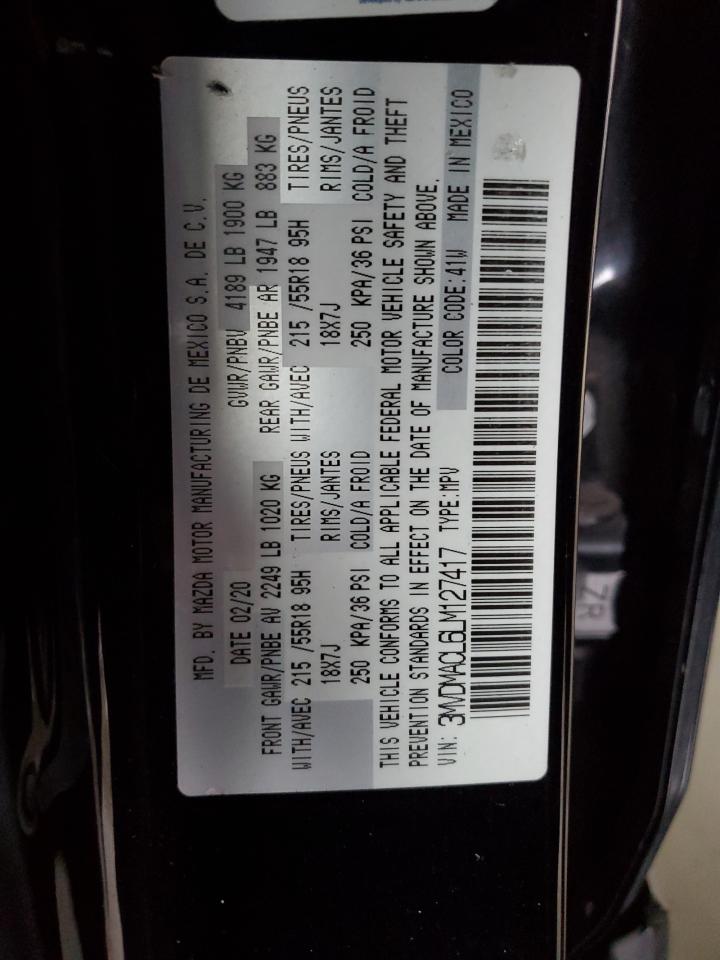 MFD. BY MAZDA MOTOR MANUFACTURING DE MEXICO S.A. DE C.V.
DATE 02/20 GVWR/PNBV 4189 LB 1900 KG
FRONT GAWR/PNBE AV 2249 LB 1020 KG REAR GAWR/PNBE AR 1947 LB 883 KG
WITH/AVEC 215 /55R18 95H TIRES/PNEUS WITH/AVEC 215 /55R18 95H TIRES/PNEUS
18X7J RIMS/JANTES 18X7J RIMS/JANTES
250 KPA/36 PSI COLD/A FROID 250 KPA/36 PSI COLD/A FROID
THIS VEHICLE CONFORMS TO ALL APPLICABLE FEDERAL MOTOR VEHICLE SAFETY AND THEFT
PREVENTION STANDARDS IN EFFECT ON THE DATE OF MANUFACTURE SHOWN ABOVE.
VIN: 3MVDMACL6LM127417 TYPE:MPV COLOR CODE:41W MADE IN MEXICO
ZR